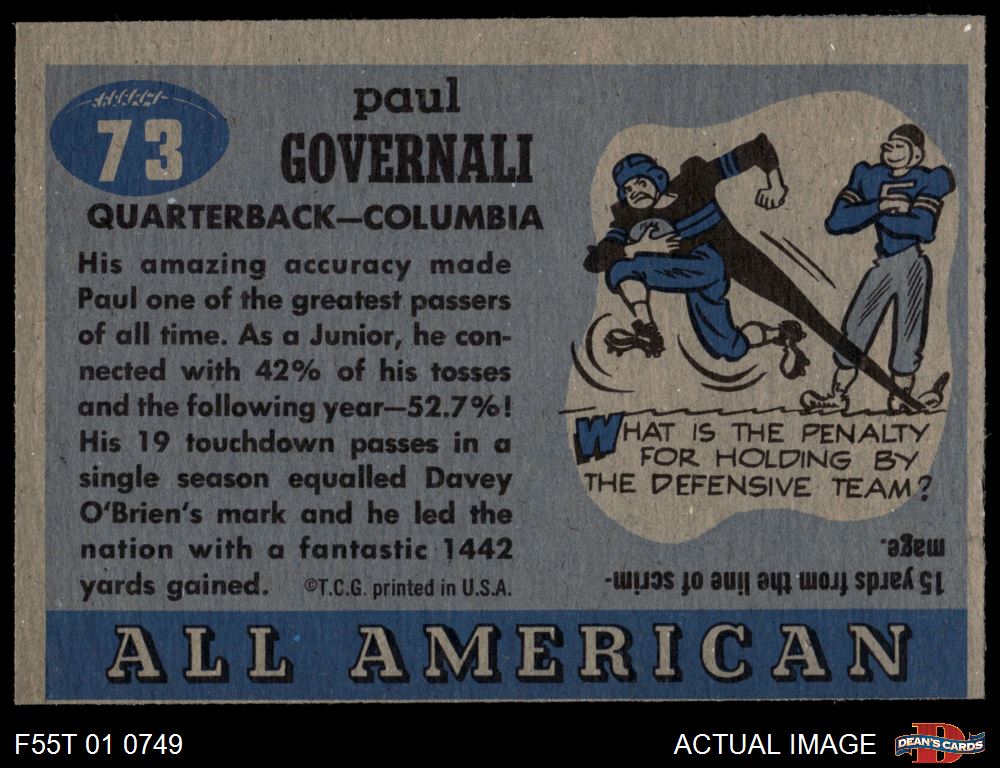 73
paul
GOVERNALI
QUARTERBACK—COLUMBIA
His amazing accuracy made
Paul one of the greatest passers
of all time. As a Junior, he con-
nected with 42% of his tosses
and the following year—52.7%!
His 19 touchdown passes in a
single season equalled Davey
O'Brien's mark and he led the
nation with a fantastic 1442
yards gained. ©T.C.G. printed in U.S.A.
WHAT IS THE PENALTY
FOR HOLDING BY
THE DEFENSIVE TEAM?
15 yards from the line of scrim-
mage.
ALL AMERICAN
F55T 01 0749
ACTUAL IMAGE
D
DEAN'S CARDS